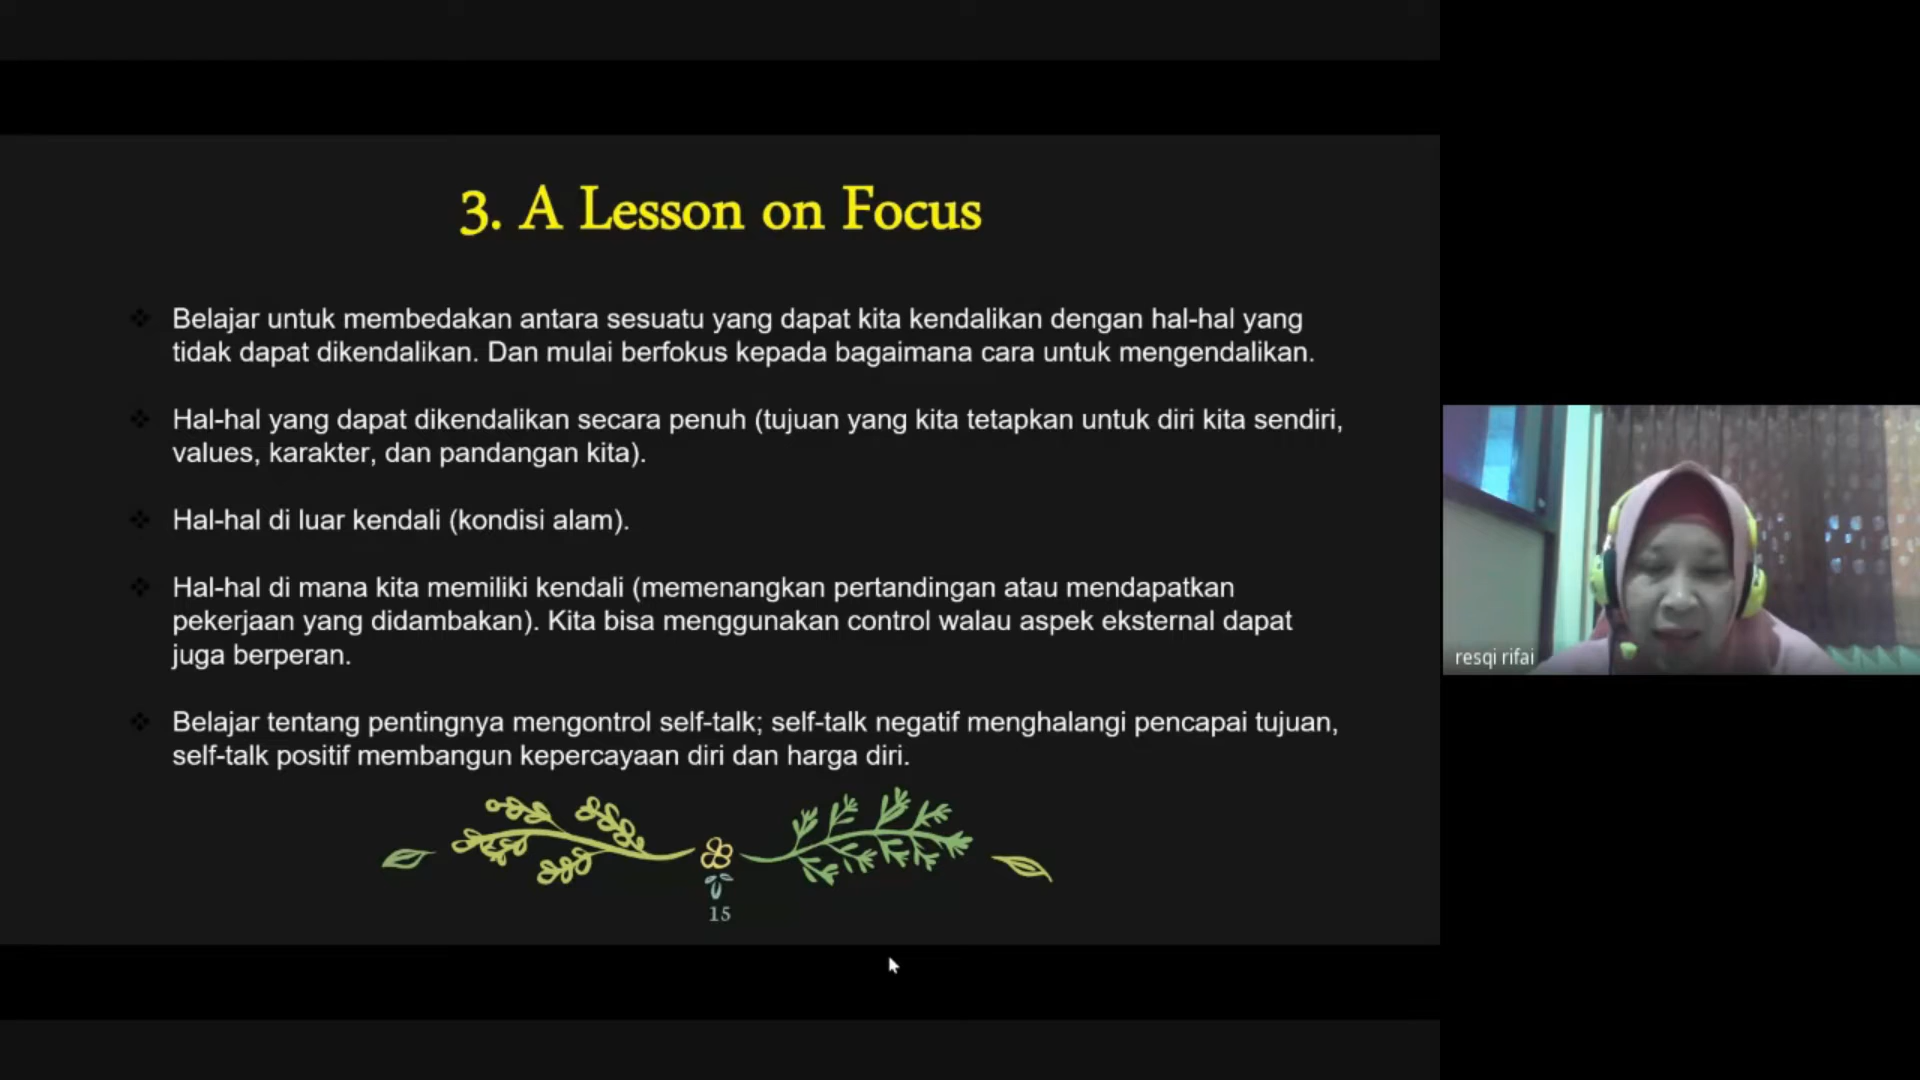 3. A Lesson on Focus
Belajar untuk membedakan antara sesuatu yang dapat kita kendalikan dengan hal-hal yang
tidak dapat dikendalikan. Dan mulai berfokus kepada bagaimana cara untuk mengendalikan.
Hal-hal yang dapat dikendalikan secara penuh (tujuan yang kita tetapkan untuk diri kita sendiri,
values, karakter, dan pandangan kita).
Hal-hal di luar kendali (kondisi alam).
Hal-hal di mana kita memiliki kendali (memenangkan pertandingan atau mendapatkan
pekerjaan yang didambakan). Kita bisa menggunakan control walau aspek eksternal dapat
juga berperan.
Belajar tentang pentingnya mengontrol self-talk; self-talk negatif menghalangi pencapai tujuan,
self-talk positif membangun kepercayaan diri dan harga diri.
15
resqi rifai